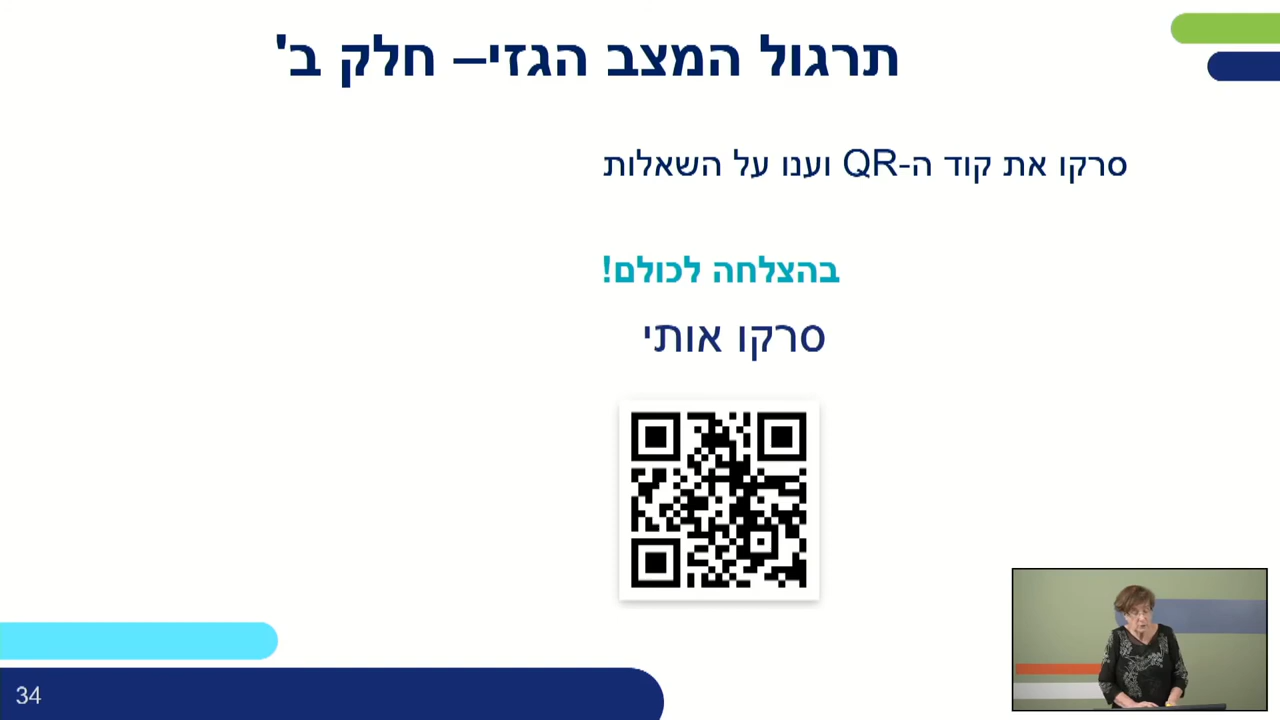 תרגול המצב הגזי– חלק ב'
סרקו את קוד ה-QR וענו על השאלות
בהצלחה לכולם!
סרקו אותי
34